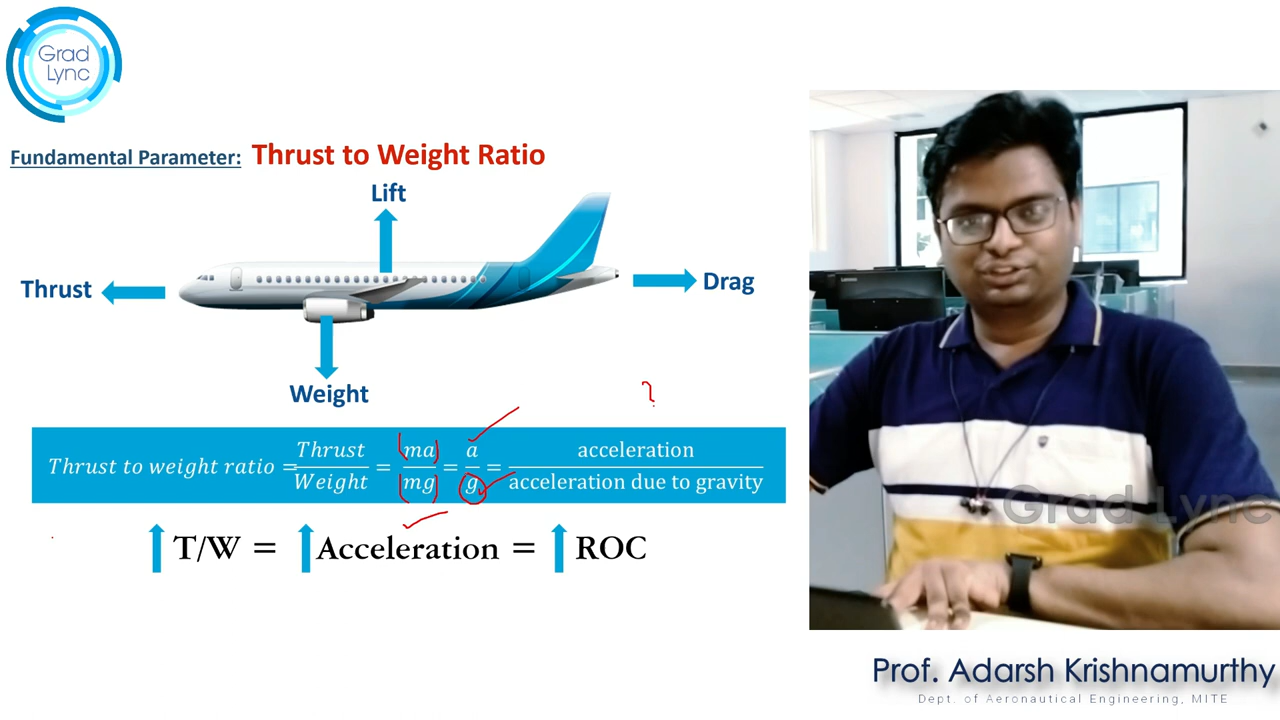 Grad
Lync
Fundamental Parameter: Thrust to Weight Ratio
Lift
Thrust
Drag
Weight
?
Thrust to weight ratio = Thrust/Weight = ma/mg = a/g = acceleration/acceleration due to gravity
T/W = Acceleration = ROC
Lenovo
Grad Lync
Prof. Adarsh Krishnamurthy
Dept. of Aeronautical Engineering, MITE